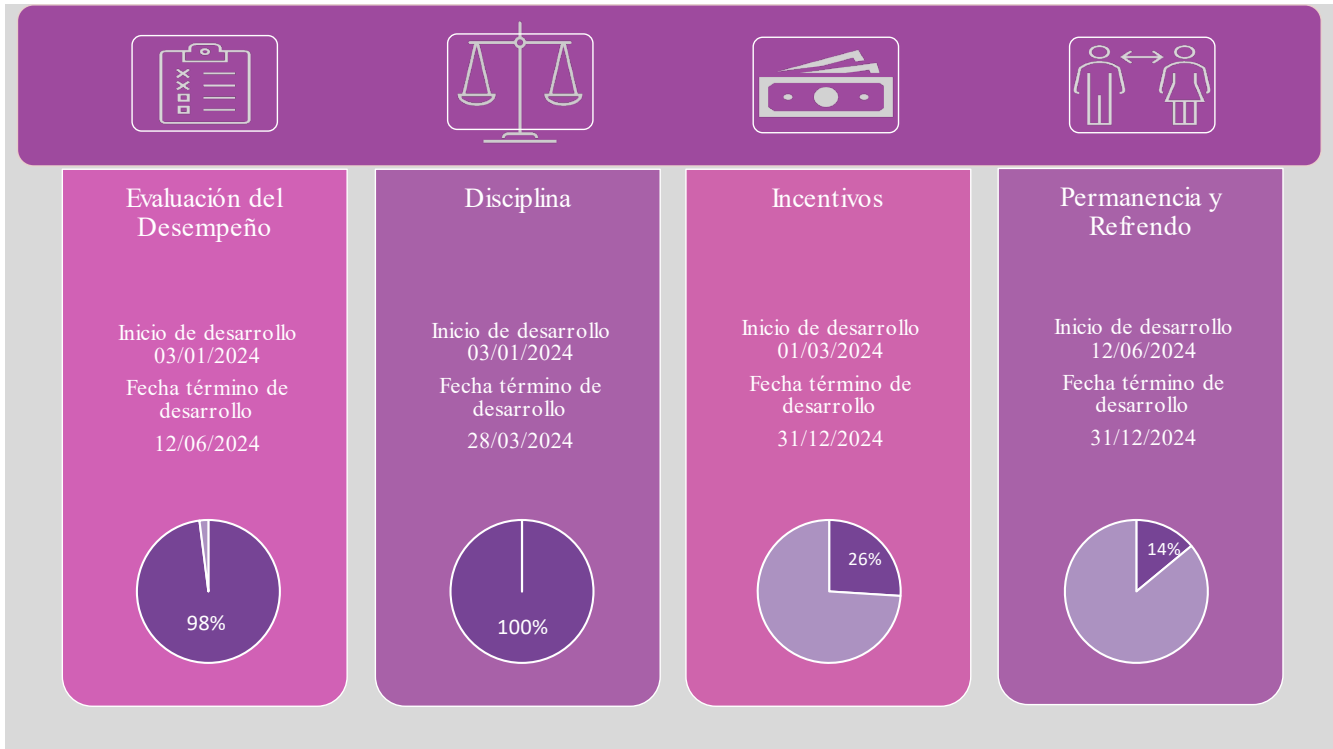 Evaluación del
Desempeño
Inicio de desarrollo
03/01/2024
Fecha término de
desarrollo
12/06/2024
98%
Disciplina
Inicio de desarrollo
03/01/2024
Fecha término de
desarrollo
28/03/2024
100%
Incentivos
Inicio de desarrollo
01/03/2024
Fecha término de
desarrollo
31/12/2024
26%
Permanencia y
Refrendo
Inicio de desarrollo
12/06/2024
Fecha término de
desarrollo
31/12/2024
14%